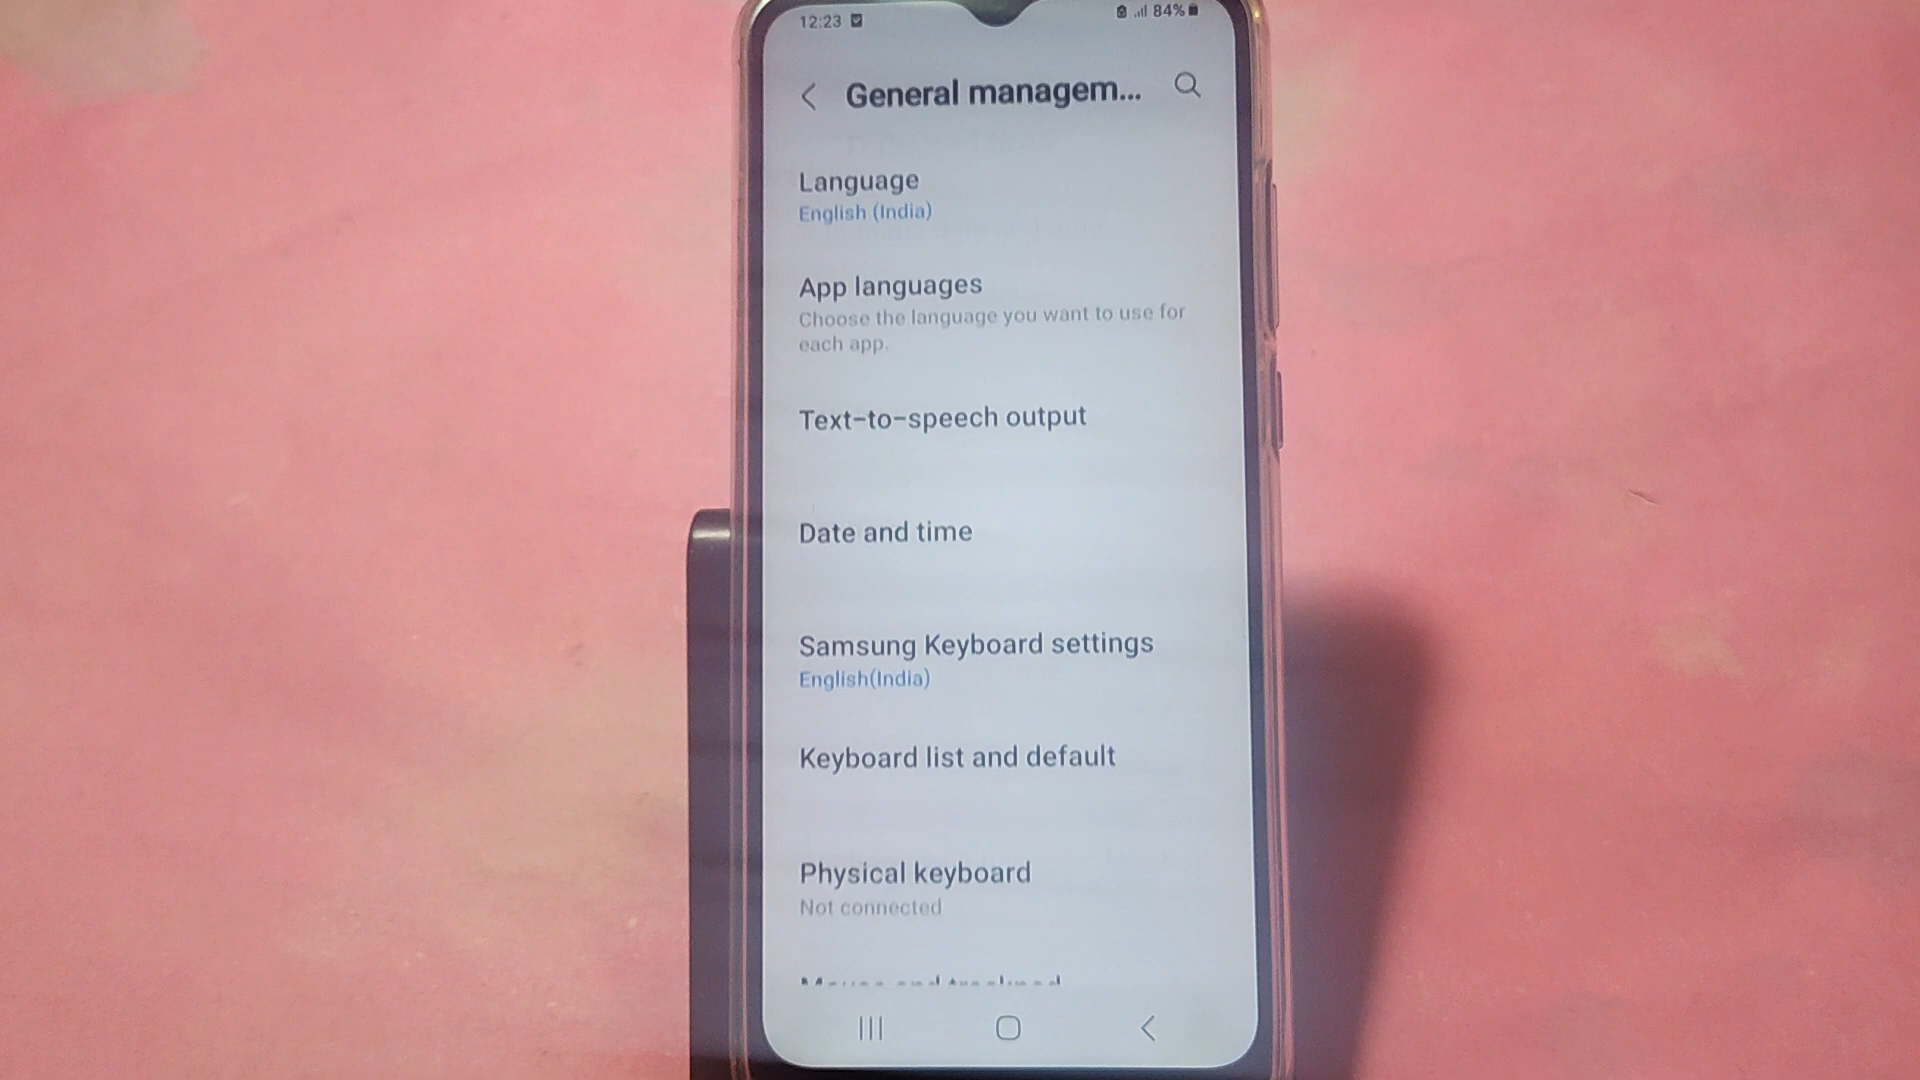 12:23
84%
General managem...
Language
English (India)
App languages
Choose the language you want to use for
each app.
Text-to-speech output
Date and time
Samsung Keyboard settings
English(India)
Keyboard list and default
Physical keyboard
Not connected